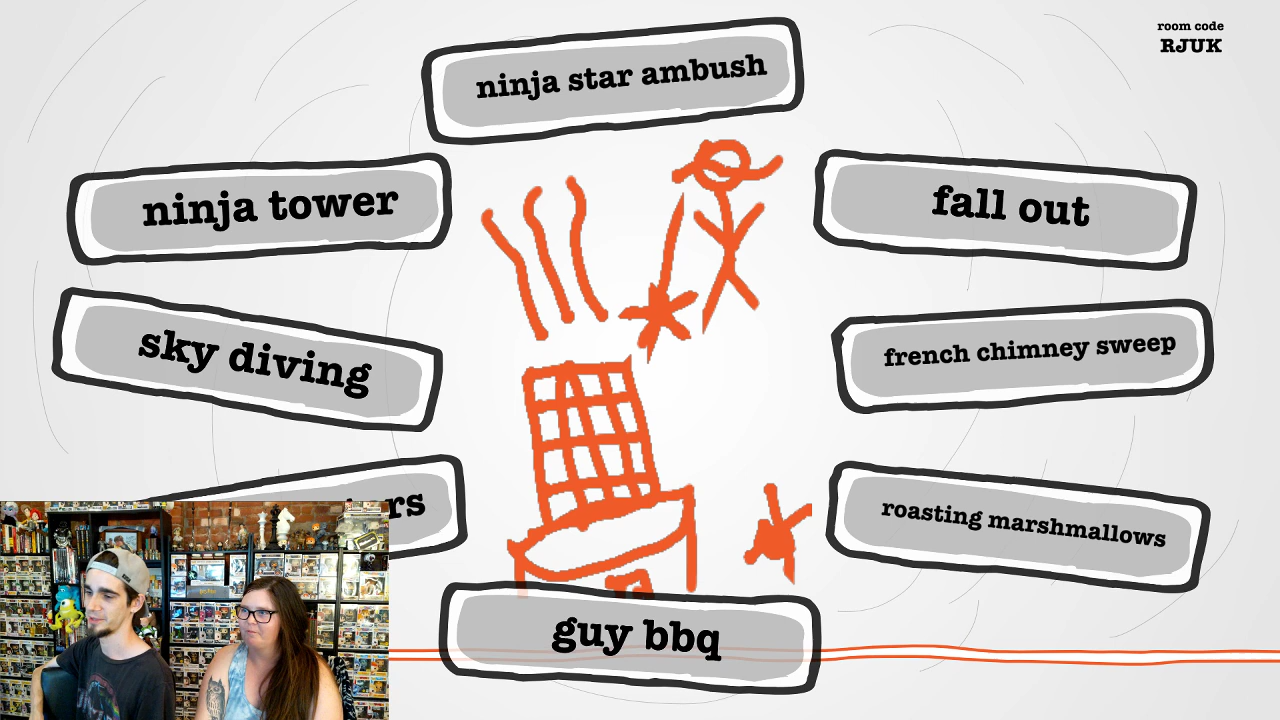 room code
RJUK
ninja star ambush
ninja tower
fall out
sky diving
french chimney sweep
roasting marshmallows
guy bbq